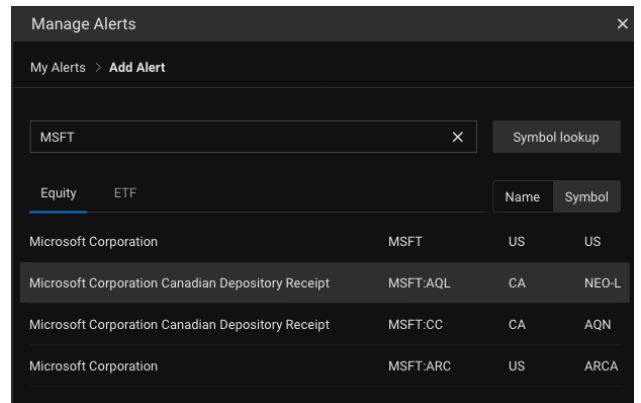 Manage Alerts ×
My Alerts > Add Alert
MSFT × Symbol lookup
Equity ETF Name Symbol
Microsoft Corporation MSFT US US
Microsoft Corporation Canadian Depository Receipt MSFT:AQL CA NEO-L
Microsoft Corporation Canadian Depository Receipt MSFT:CC CA AQN
Microsoft Corporation MSFT:ARC US ARCA